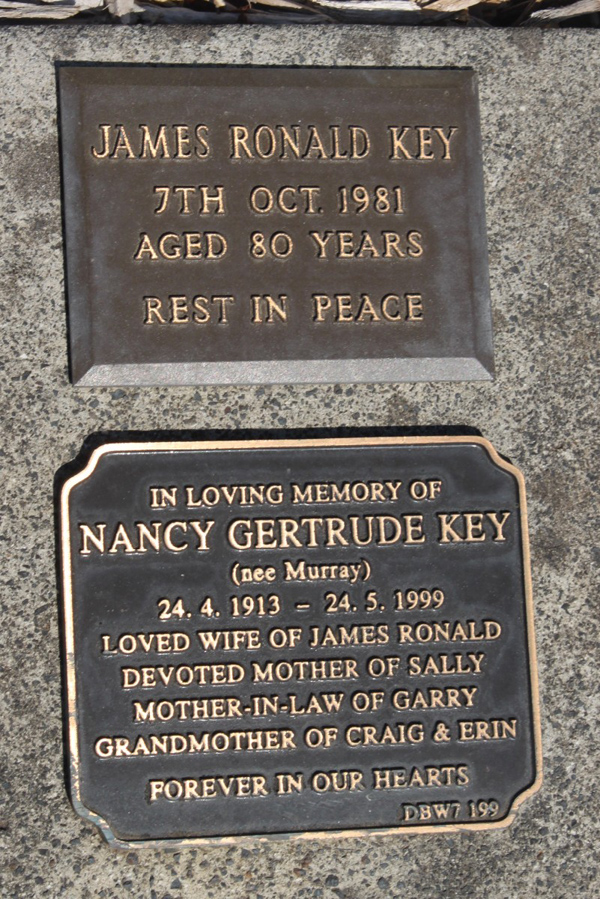 JAMES RONALD KEY
7TH OCT. 1981
AGED 80 YEARS
REST IN PEACE
IN LOVING MEMORY OF
NANCY GERTRUDE KEY
(nee Murray)
24. 4. 1913 – 24. 5. 1999
LOVED WIFE OF JAMES RONALD
DEVOTED MOTHER OF SALLY
MOTHER-IN-LAW OF GARRY
GRANDMOTHER OF CRAIG & ERIN
FOREVER IN OUR HEARTS
DBW7 199